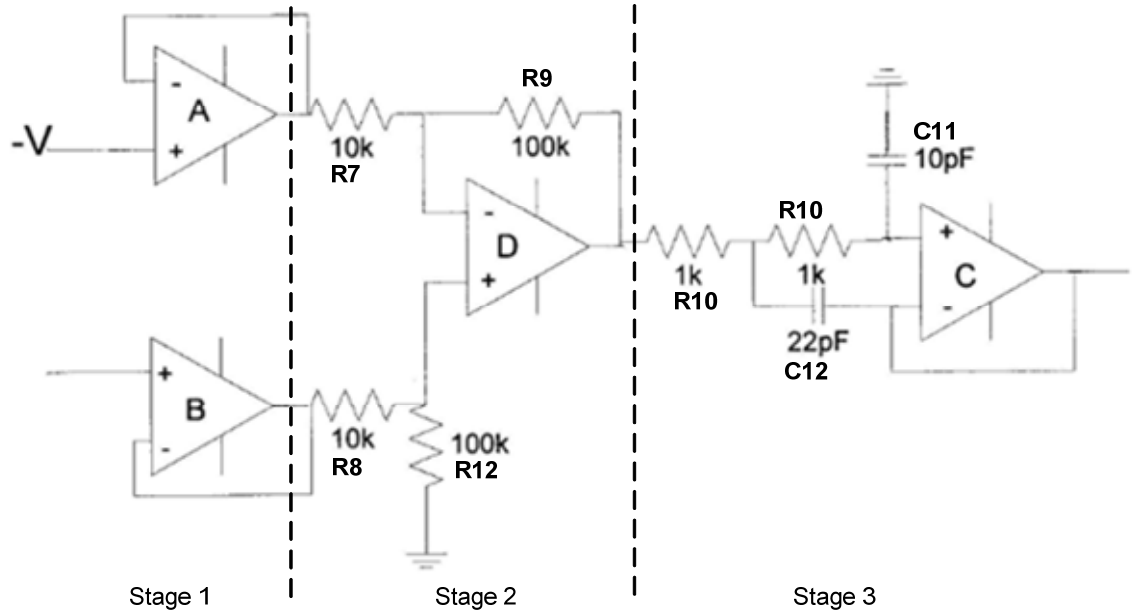 R9
-
A
C11
10pF
-V
+
10k
R7
100k
R10
-
D
+
+
C
-
1k
R10
1k
22pF
C12
+
B
-
10k
R8
100k
R12
Stage 1
Stage 2
Stage 3